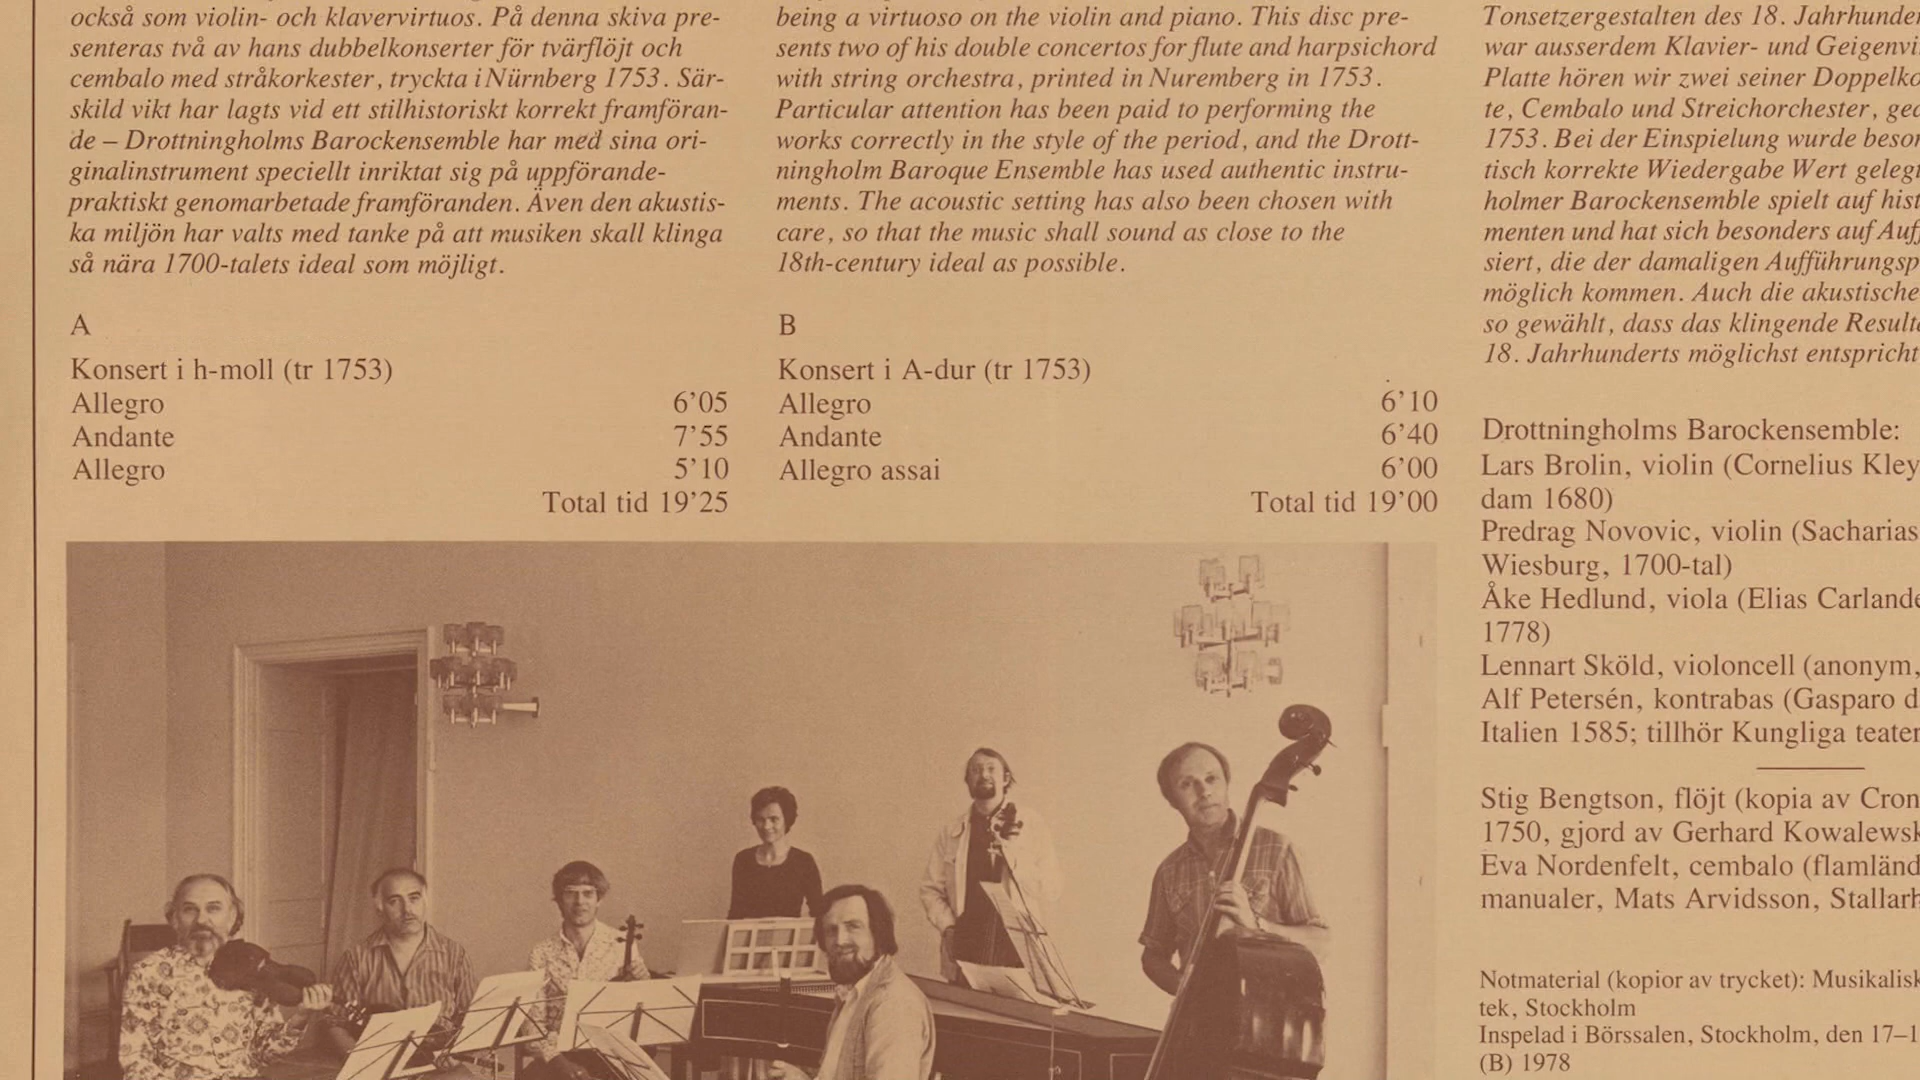 också som violin- och klavervirtuos. På denna skiva pre-
senteras två av hans dubbelkonserter för tvärflöjt och
cembalo med stråkorkester, tryckta i Nürnberg 1753. Sär-
skild vikt har lagts vid ett stilhistoriskt korrekt framföran-
de – Drottningholms Barockensemble har med sina ori-
ginalinstrument speciellt inriktat sig på uppförande-
praktiskt genomarbetade framföranden. Även den akustis-
ka miljön har valts med tanke på att musiken skall klinga
så nära 1700-talets ideal som möjligt.
A
Konsert i h-moll (tr 1753)
Allegro 6'05
Andante 7'55
Allegro 5'10
Total tid 19'25
being a virtuoso on the violin and piano. This disc pre-
sents two of his double concertos for flute and harpsichord
with string orchestra, printed in Nuremberg in 1753.
Particular attention has been paid to performing the
works correctly in the style of the period, and the Drott-
ningholm Baroque Ensemble has used authentic instru-
ments. The acoustic setting has also been chosen with
care, so that the music shall sound as close to the
18th-century ideal as possible.
B
Konsert i A-dur (tr 1753)
Allegro 6'10
Andante 6'40
Allegro assai 6'00
Total tid 19'00
Tonsetzergestalten des 18. Jahrhunder
war ausserdem Klavier- und Geigenvi
Platte hören wir zwei seiner Doppelko
te, Cembalo und Streichorchester, ged
1753. Bei der Einspielung wurde beson
tisch korrekte Wiedergabe Wert gelegt
holmer Barockensemble spielt auf hist
menten und hat sich besonders auf Auf
siert, die der damaligen Aufführungsp
möglich kommen. Auch die akustische
so gewählt, dass das klingende Result
18. Jahrhunderts möglichst entspricht
Drottningholms Barockensemble:
Lars Brolin, violin (Cornelius Kley
dam 1680)
Predrag Novovic, violin (Sacharias
Wiesburg, 1700-tal)
Åke Hedlund, viola (Elias Carlande
1778)
Lennart Sköld, violoncell (anonym,
Alf Petersén, kontrabas (Gasparo d
Italien 1585; tillhör Kungliga teater
Stig Bengtson, flöjt (kopia av Cron
1750, gjord av Gerhard Kowalewsk
Eva Nordenfelt, cembalo (flamländ
manualer, Mats Arvidsson, Stallarh
Notmaterial (kopior av trycket): Musikalisk
tek, Stockholm
Inspelad i Börssalen, Stockholm, den 17–1
(B) 1978